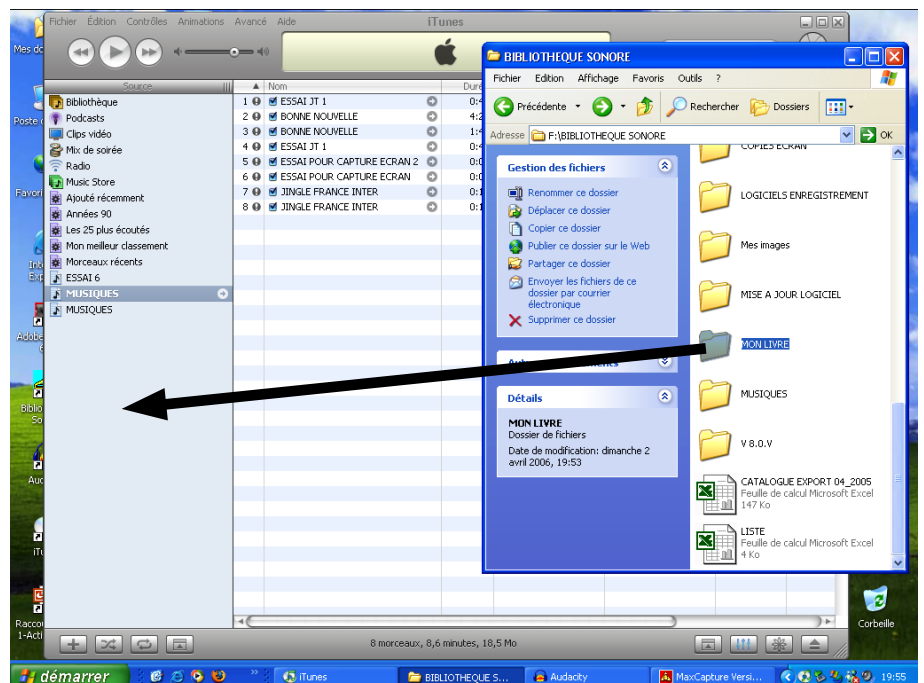 Fichier Édition Contrôles Animations Avancé Aide
iTunes
Source
Bibliothèque
Podcasts
Clips vidéo
Mix de soirée
Radio
Music Store
Ajouté récemment
Années 90
Les 25 plus écoutés
Mon meilleur classement
Morceaux récents
ESSAI 6
MUSIQUES
MUSIQUES
Nom
1 ESSAI JT 1
2 BONNE NOUVELLE
3 BONNE NOUVELLE
4 ESSAI JT 1
5 ESSAI POUR CAPTURE ECRAN 2
6 ESSAI POUR CAPTURE ECRAN
7 JINGLE FRANCE INTER
8 JINGLE FRANCE INTER
8 morceaux, 8,6 minutes, 18,5 Mo
BIBLIOTHEQUE SONORE
Fichier Edition Affichage Favoris Outils ?
Précédente Rechercher Dossiers
Adresse F:\BIBLIOTHEQUE SONORE OK
Gestion des fichiers
Renommer ce dossier
Déplacer ce dossier
Copier ce dossier
Publier ce dossier sur le Web
Partager ce dossier
Envoyer les fichiers de ce
dossier par courrier
électronique
Supprimer ce dossier
Détails
MON LIVRE
Dossier de fichiers
Date de modification: dimanche 2
avril 2006, 19:53
COPIES ECRAN
LOGICIELS ENREGISTREMENT
Mes images
MISE A JOUR LOGICIEL
MON LIVRE
MUSIQUES
V 8.0.V
CATALOGUE EXPORT 04_2005
Feuille de calcul Microsoft Excel
147 Ko
LISTE
Feuille de calcul Microsoft Excel
4 Ko
Corbeille
démarrer
iTunes
BIBLIOTHEQUE S...
Audacity
MaxCapture Versi...
19:55